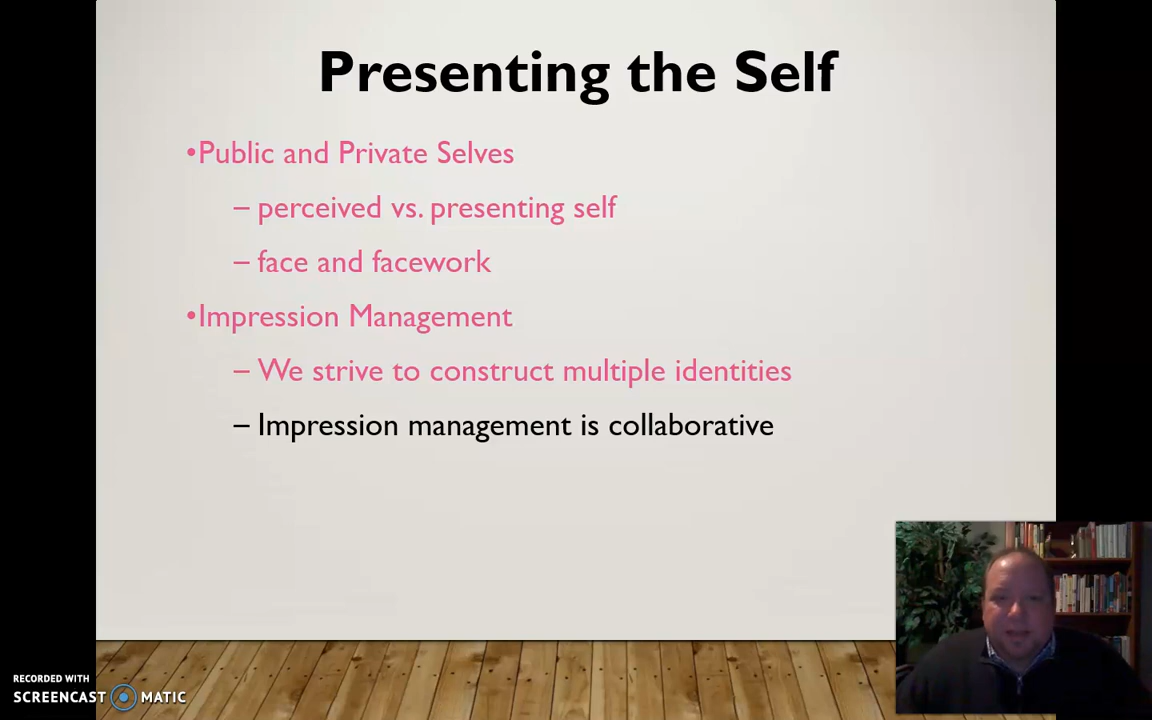 Presenting the Self
•Public and Private Selves
– perceived vs. presenting self
– face and facework
•Impression Management
– We strive to construct multiple identities
– Impression management is collaborative
RECORDED WITH
SCREENCAST MATIC